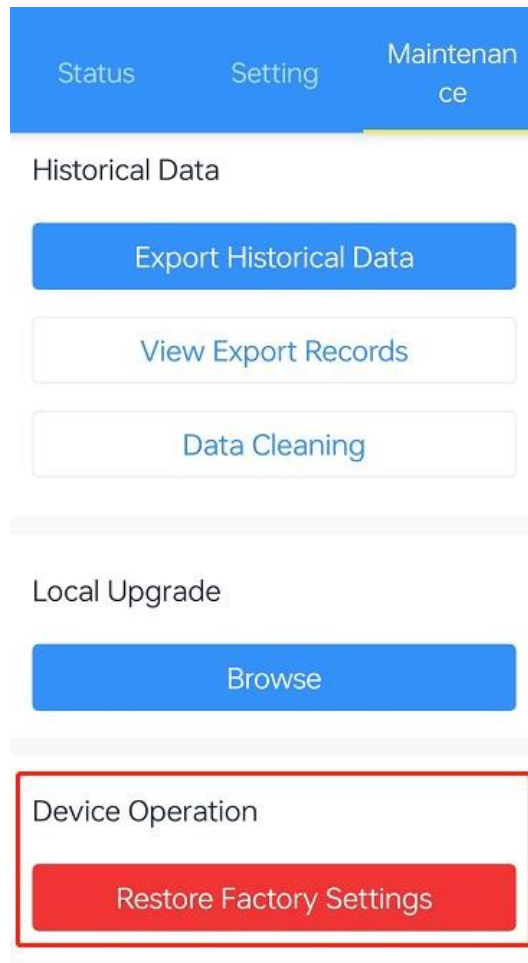 Status
Setting
Maintenan
ce
Historical Data
Export Historical Data
View Export Records
Data Cleaning
Local Upgrade
Browse
Device Operation
Restore Factory Settings